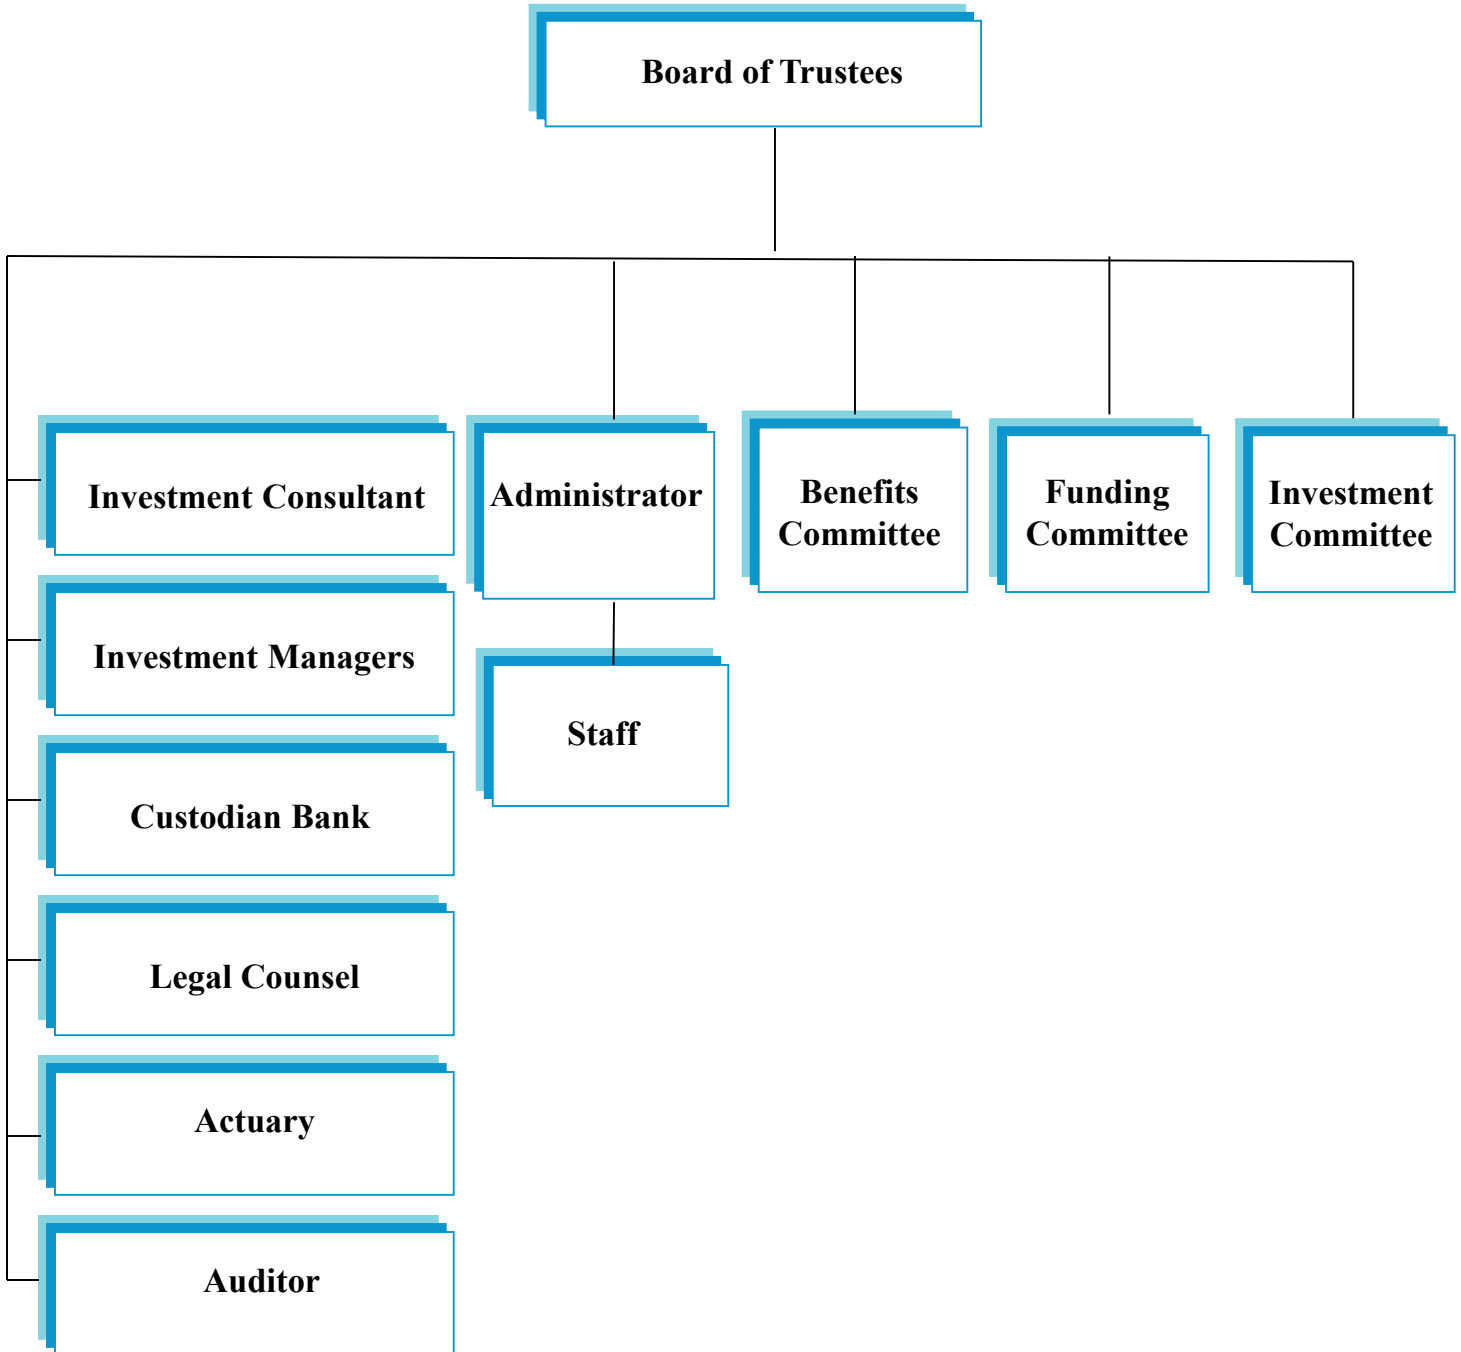 Board of Trustees
Investment Consultant
Administrator
Benefits
Committee
Funding
Committee
Investment
Committee
Investment Managers
Staff
Custodian Bank
Legal Counsel
Actuary
Auditor